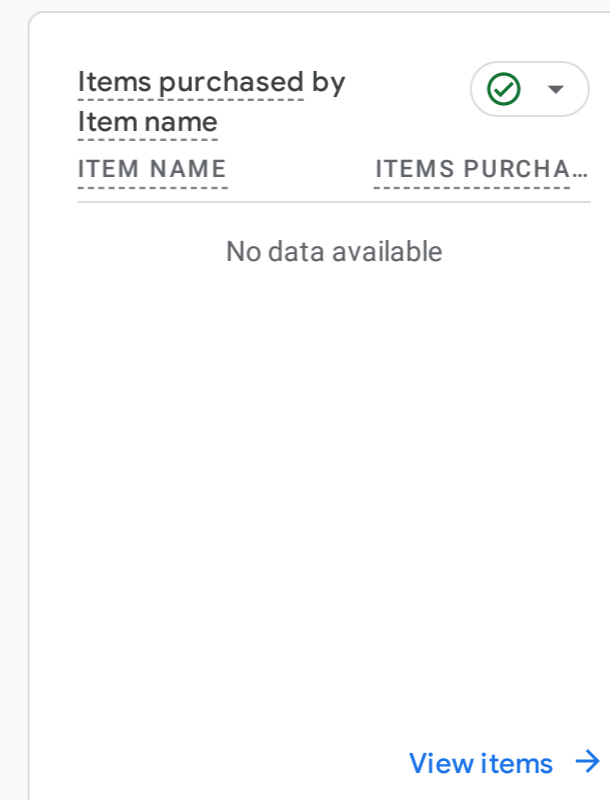 Items purchased by
Item name
ITEM NAME ITEMS PURCHA…
No data available
View items